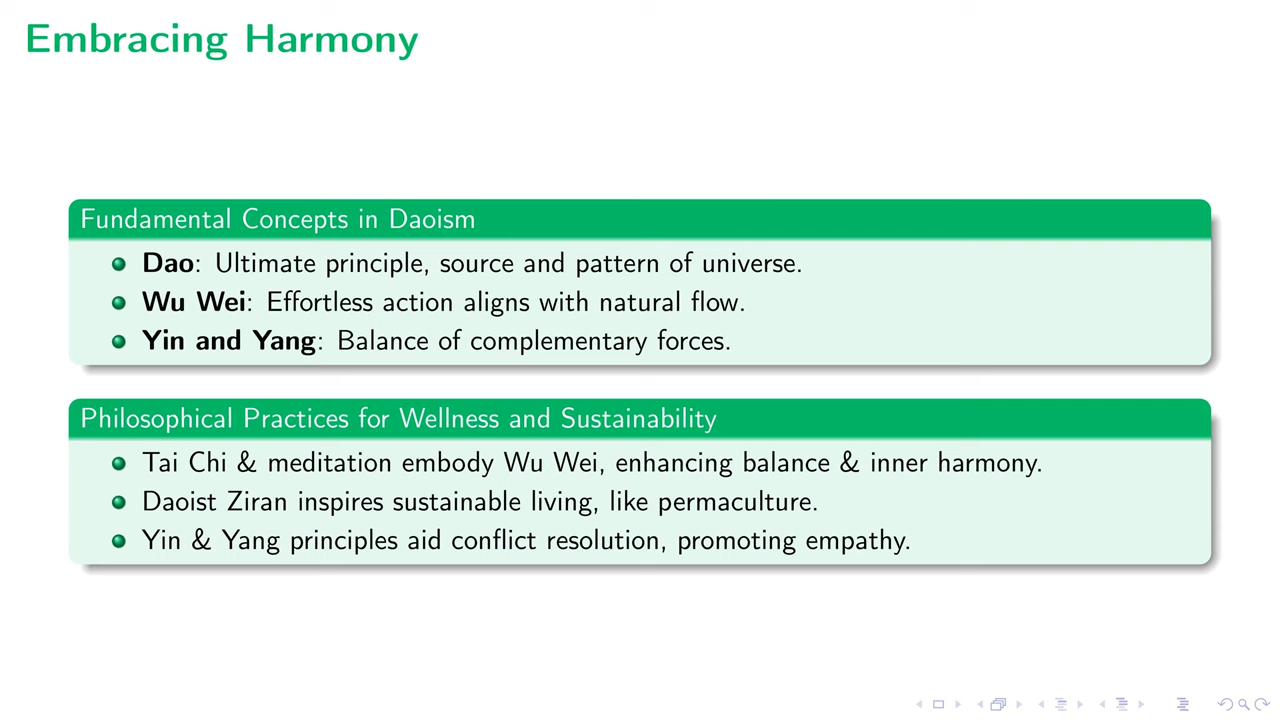 Embracing Harmony
Fundamental Concepts in Daoism
Dao: Ultimate principle, source and pattern of universe.
Wu Wei: Effortless action aligns with natural flow.
Yin and Yang: Balance of complementary forces.
Philosophical Practices for Wellness and Sustainability
Tai Chi & meditation embody Wu Wei, enhancing balance & inner harmony.
Daoist Ziran inspires sustainable living, like permaculture.
Yin & Yang principles aid conflict resolution, promoting empathy.